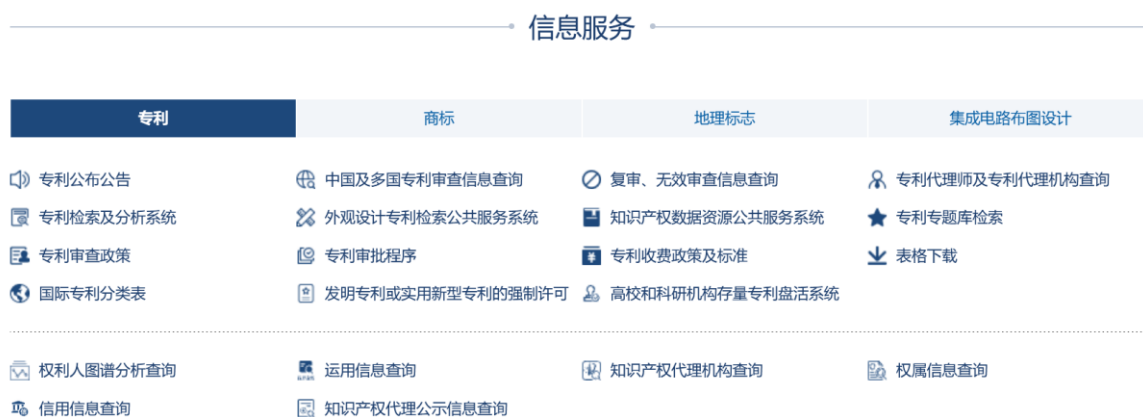 信息服务
专利 商标 地理标志 集成电路布图设计
专利公布公告 中国及多国专利审查信息查询 复审、无效审查信息查询 专利代理师及专利代理机构查询
专利检索及分析系统 外观设计专利检索公共服务系统 知识产权数据资源公共服务系统 专利专题库检索
专利审查政策 专利审批程序 专利收费政策及标准 表格下载
国际专利分类表 发明专利或实用新型专利的强制许可 高校和科研机构存量专利盘活系统
权利人图谱分析查询 运用信息查询 知识产权代理机构查询 权属信息查询
信用信息查询 知识产权代理公示信息查询